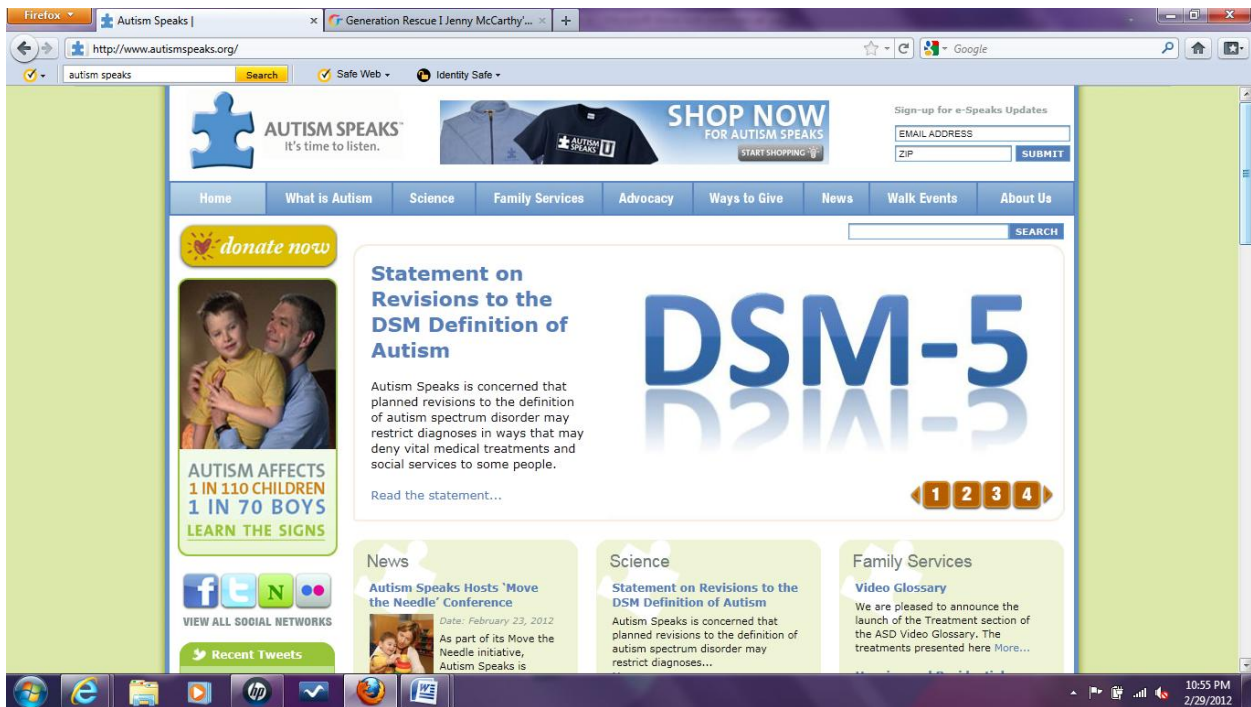 Firefox
Autism Speaks |
Generation Rescue I Jenny McCarthy'...
http://www.autismspeaks.org/
Google
autism speaks
Search
Safe Web
Identity Safe
AUTISM SPEAKS™
It's time to listen.
AUTISM SPEAKS U
SHOP NOW
FOR AUTISM SPEAKS
START SHOPPING
Sign-up for e-Speaks Updates
EMAIL ADDRESS
ZIP
SUBMIT
Home
What is Autism
Science
Family Services
Advocacy
Ways to Give
News
Walk Events
About Us
donate now
SEARCH
Statement on
Revisions to the
DSM Definition of
Autism
Autism Speaks is concerned that
planned revisions to the definition
of autism spectrum disorder may
restrict diagnoses in ways that may
deny vital medical treatments and
social services to some people.
Read the statement...
DSM-5
1 2 3 4
AUTISM AFFECTS
1 IN 110 CHILDREN
1 IN 70 BOYS
LEARN THE SIGNS
VIEW ALL SOCIAL NETWORKS
Recent Tweets
News
Autism Speaks Hosts 'Move
the Needle' Conference
Date: February 23, 2012
As part of its Move the
Needle initiative,
Autism Speaks is
Science
Statement on Revisions to the
DSM Definition of Autism
Autism Speaks is concerned that
planned revisions to the definition of
autism spectrum disorder may
restrict diagnoses...
Family Services
Video Glossary
We are pleased to announce the
launch of the Treatment section of
the ASD Video Glossary. The
treatments presented here More...
10:55 PM
2/29/2012